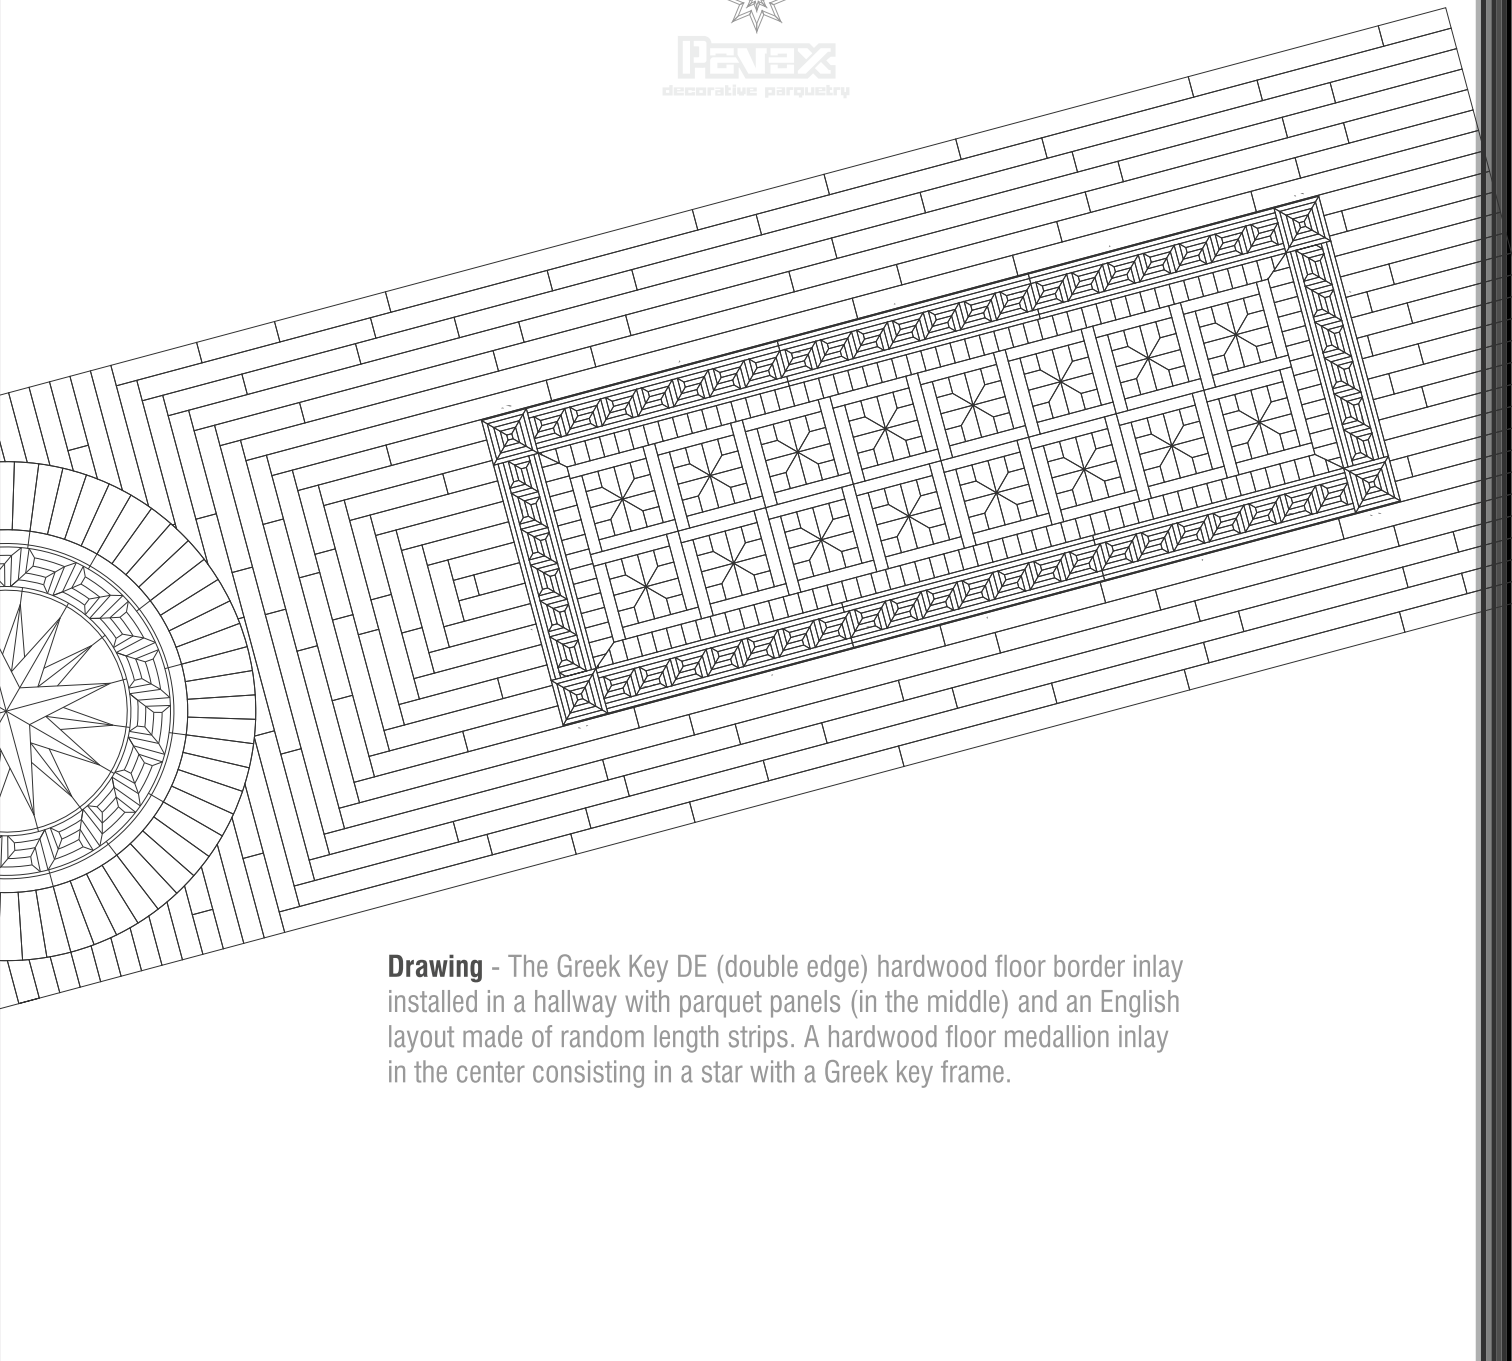 Pavax
decorative parquetry
Drawing - The Greek Key DE (double edge) hardwood floor border inlay
installed in a hallway with parquet panels (in the middle) and an English
layout made of random length strips. A hardwood floor medallion inlay
in the center consisting in a star with a Greek key frame.